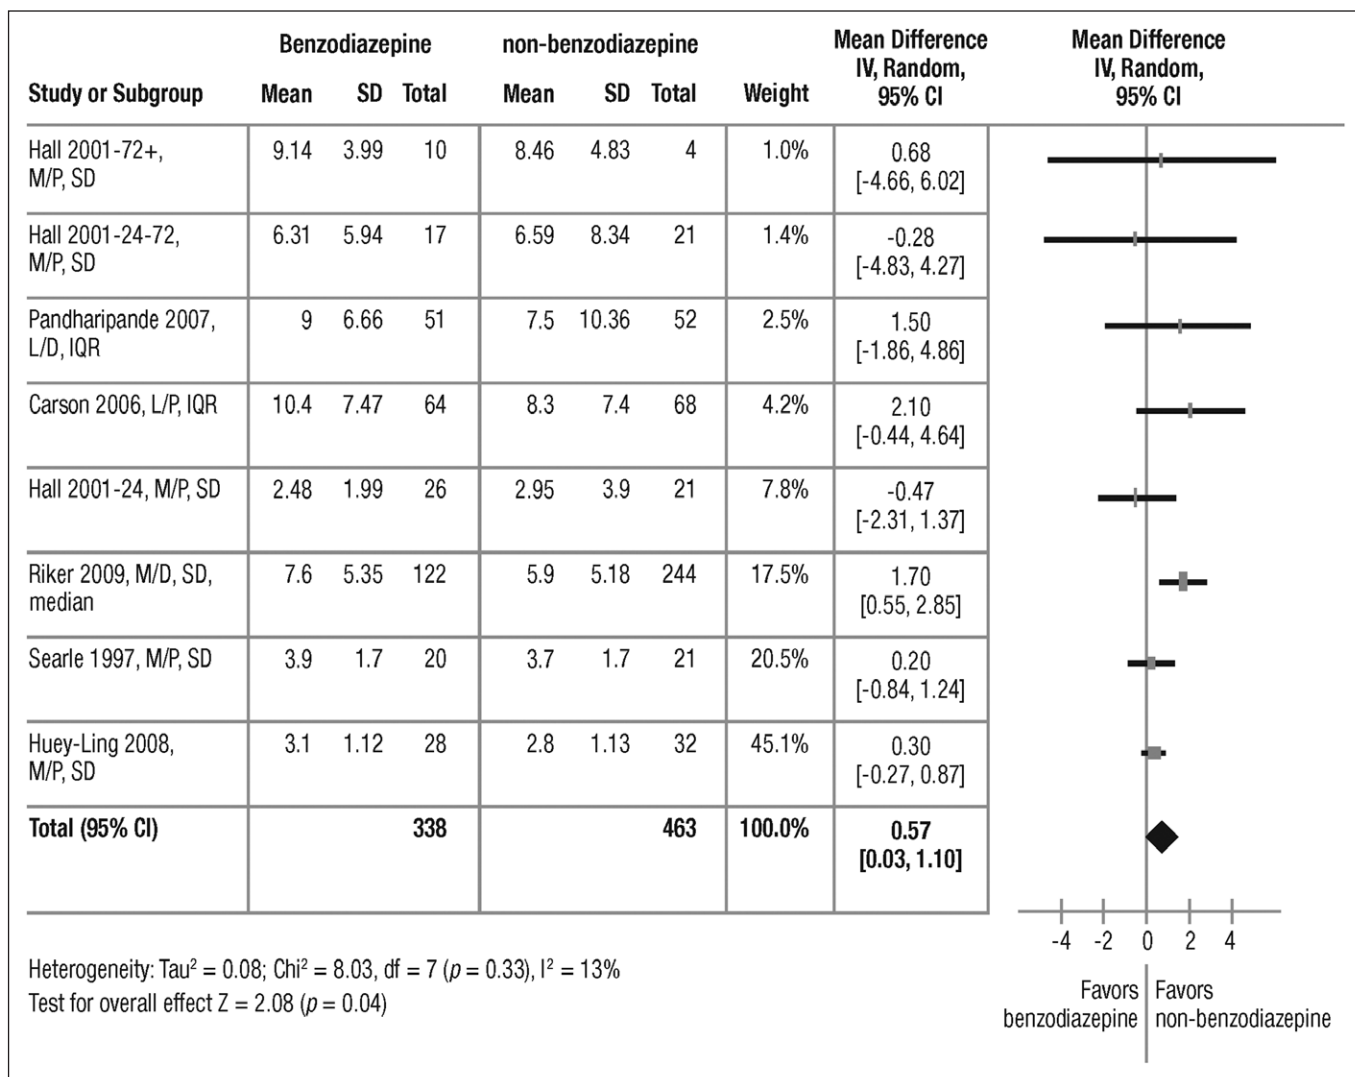 Benzodiazepine non-benzodiazepine Mean Difference Mean Difference
IV, Random, IV, Random,
Study or Subgroup Mean SD Total Mean SD Total Weight 95% CI 95% CI
Hall 2001-72+, 9.14 3.99 10 8.46 4.83 4 1.0% 0.68
M/P, SD [-4.66, 6.02]
Hall 2001-24-72, 6.31 5.94 17 6.59 8.34 21 1.4% -0.28
M/P, SD [-4.83, 4.27]
Pandharipande 2007, 9 6.66 51 7.5 10.36 52 2.5% 1.50
L/D, IQR [-1.86, 4.86]
Carson 2006, L/P, IQR 10.4 7.47 64 8.3 7.4 68 4.2% 2.10
[-0.44, 4.64]
Hall 2001-24, M/P, SD 2.48 1.99 26 2.95 3.9 21 7.8% -0.47
[-2.31, 1.37]
Riker 2009, M/D, SD, 7.6 5.35 122 5.9 5.18 244 17.5% 1.70
median [0.55, 2.85]
Searle 1997, M/P, SD 3.9 1.7 20 3.7 1.7 21 20.5% 0.20
[-0.84, 1.24]
Huey-Ling 2008, 3.1 1.12 28 2.8 1.13 32 45.1% 0.30
M/P, SD [-0.27, 0.87]
Total (95% CI) 338 463 100.0% 0.57
[0.03, 1.10]
-4 -2 0 2 4
Heterogeneity: Tau² = 0.08; Chi² = 8.03, df = 7 (p = 0.33), I² = 13%
Test for overall effect Z = 2.08 (p = 0.04)
Favors Favors
benzodiazepine non-benzodiazepine